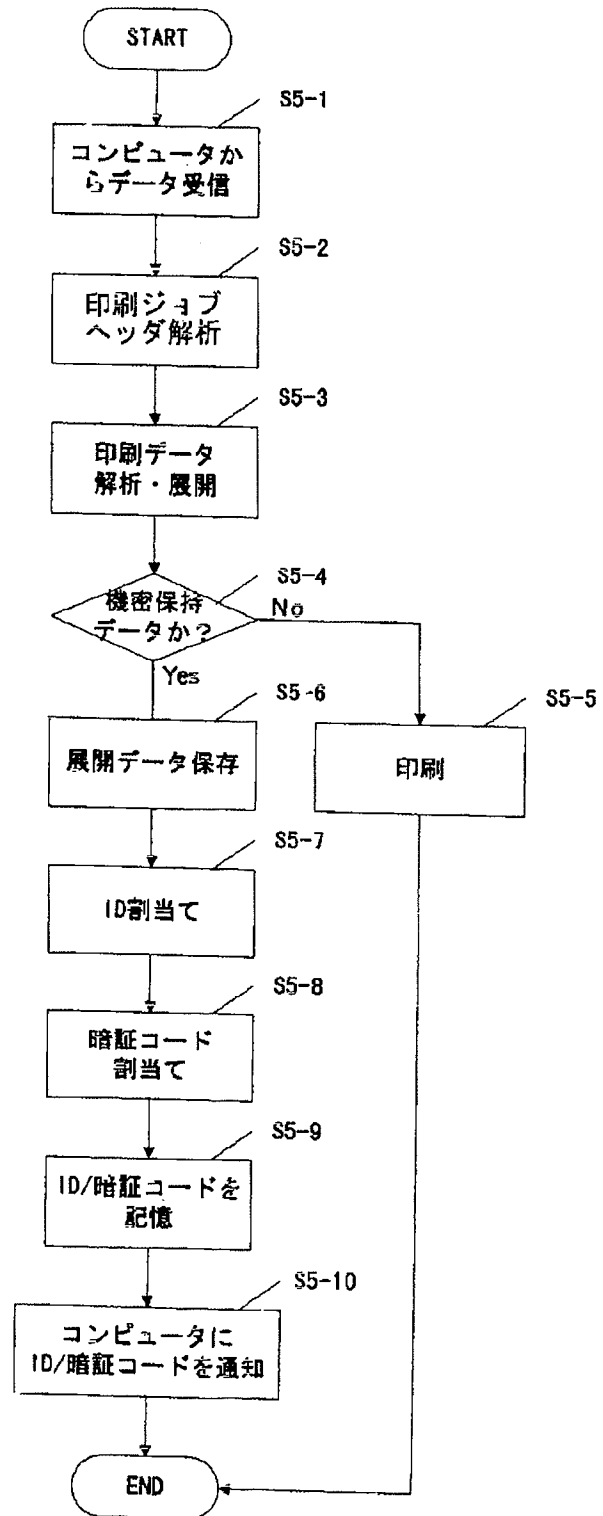 START
S5-1
コンピュータか
らデータ受信
S5-2
印刷ジョブ
ヘッダ解析
S5-3
印刷データ
解析・展開
S5-4
機密保持
データか?
No
Yes
S5-6
展開データ保存
S5-5
印刷
S5-7
ID割当て
S5-8
暗証コード
割当て
S5-9
ID/暗証コードを
記憶
S5-10
コンピュータに
ID/暗証コードを通知
END